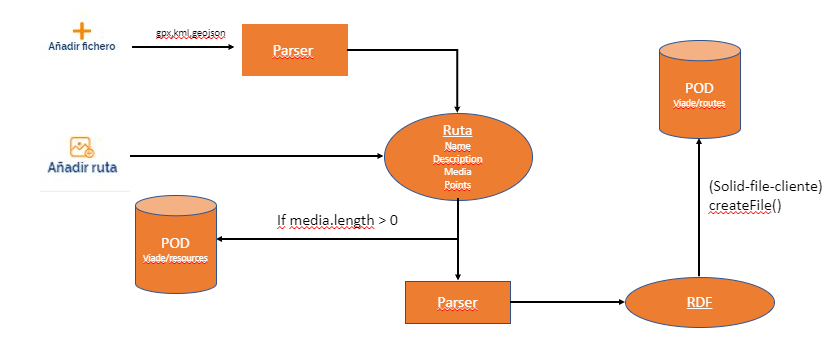 Añadir fichero
gpx,kml,geojson
Parser
POD
Viade/routes
Ruta
Name
Description
Media
Points
Añadir ruta
(Solid-file-cliente)
createFile()
If media.length > 0
POD
Viade/resources
Parser
RDF